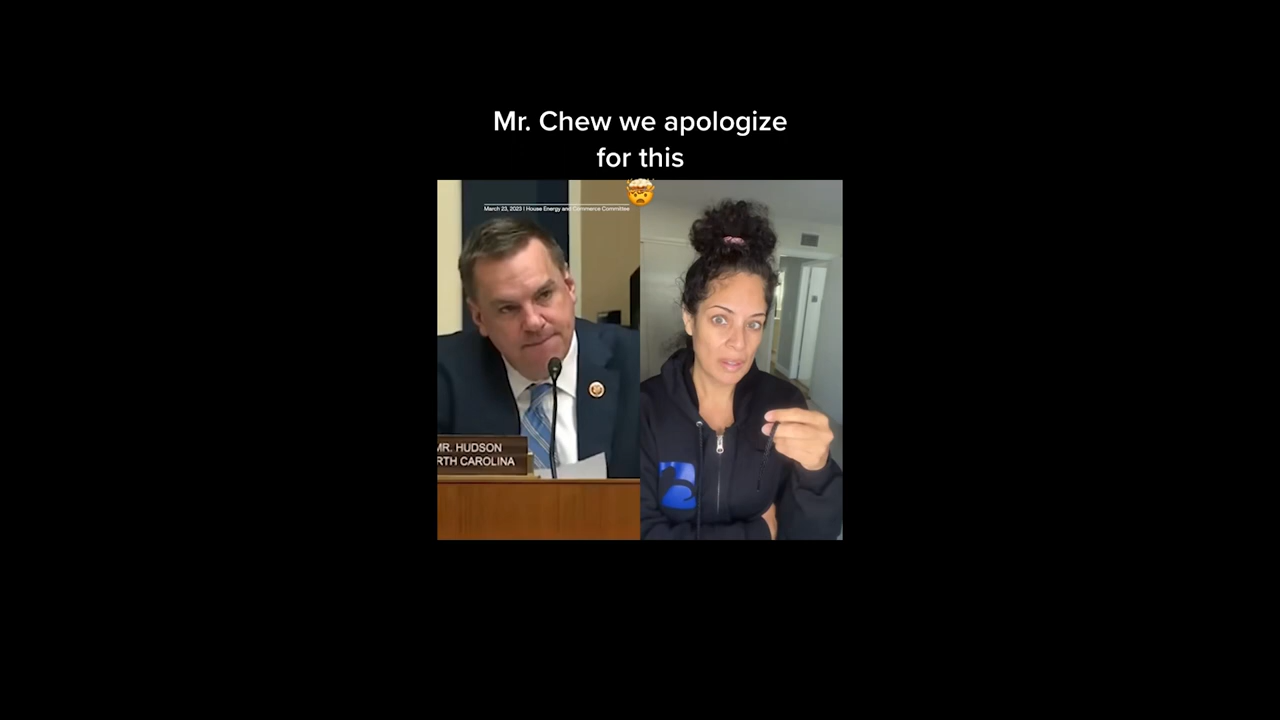 Mr. Chew we apologize
for this
March 23, 2023 | House Energy and Commerce Committee
MR. HUDSON
RTH CAROLINA